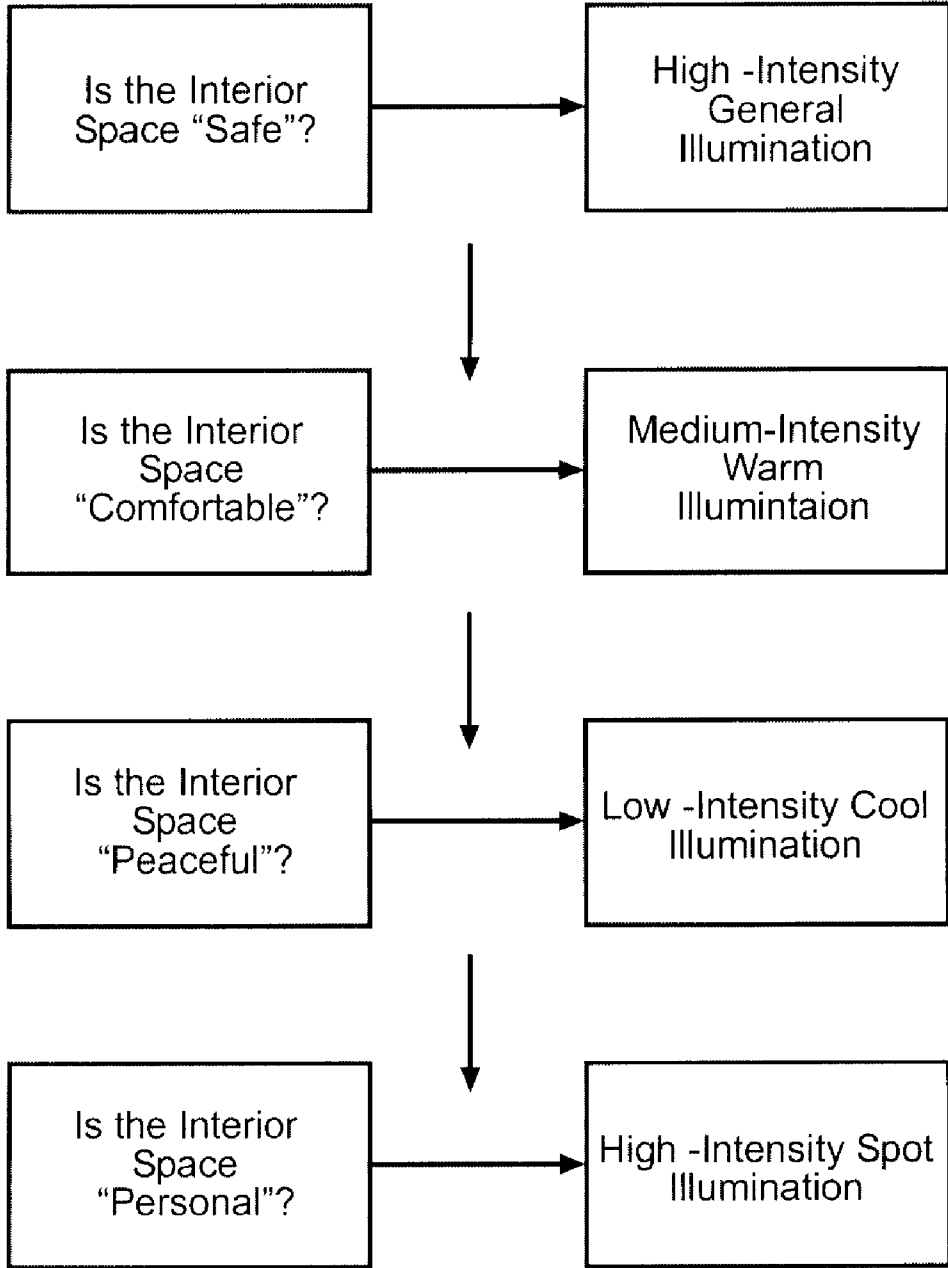 Is the Interior
Space “Safe”?
High -Intensity
General
Illumination
Is the Interior
Space
“Comfortable”?
Medium-Intensity
Warm
Illumintaion
Is the Interior
Space
“Peaceful”?
Low -Intensity Cool
Illumination
Is the Interior
Space
“Personal”?
High -Intensity Spot
Illumination